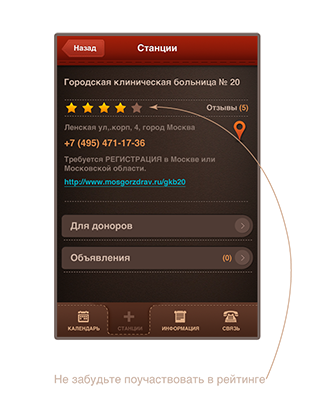 Назад
Станции
Городская клиническая больница № 20
Отзывы (5)
Ленская ул,.корп, 4, город Москва
+7 (495) 471-17-36
Требуется РЕГИСТРАЦИЯ в Москве или
Московской области.
http://www.mosgorzdrav.ru/gkb20
Для доноров
Объявления (0)
КАЛЕНДАРЬ СТАНЦИИ ИНФОРМАЦИЯ СВЯЗЬ
Не забудьте поучаствовать в рейтинге